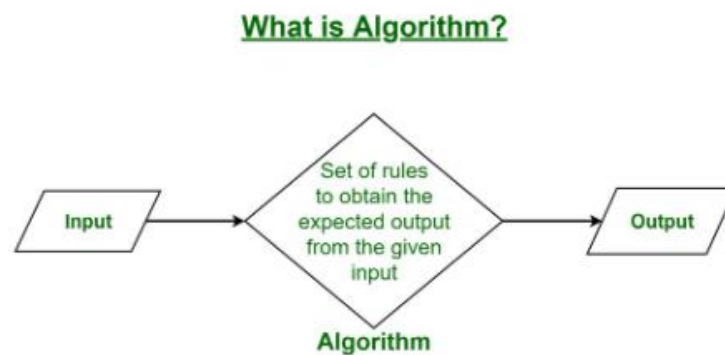 What is Algorithm?
Set of rules
to obtain the
Input
expected output
Output
from the given
input
Algorithm